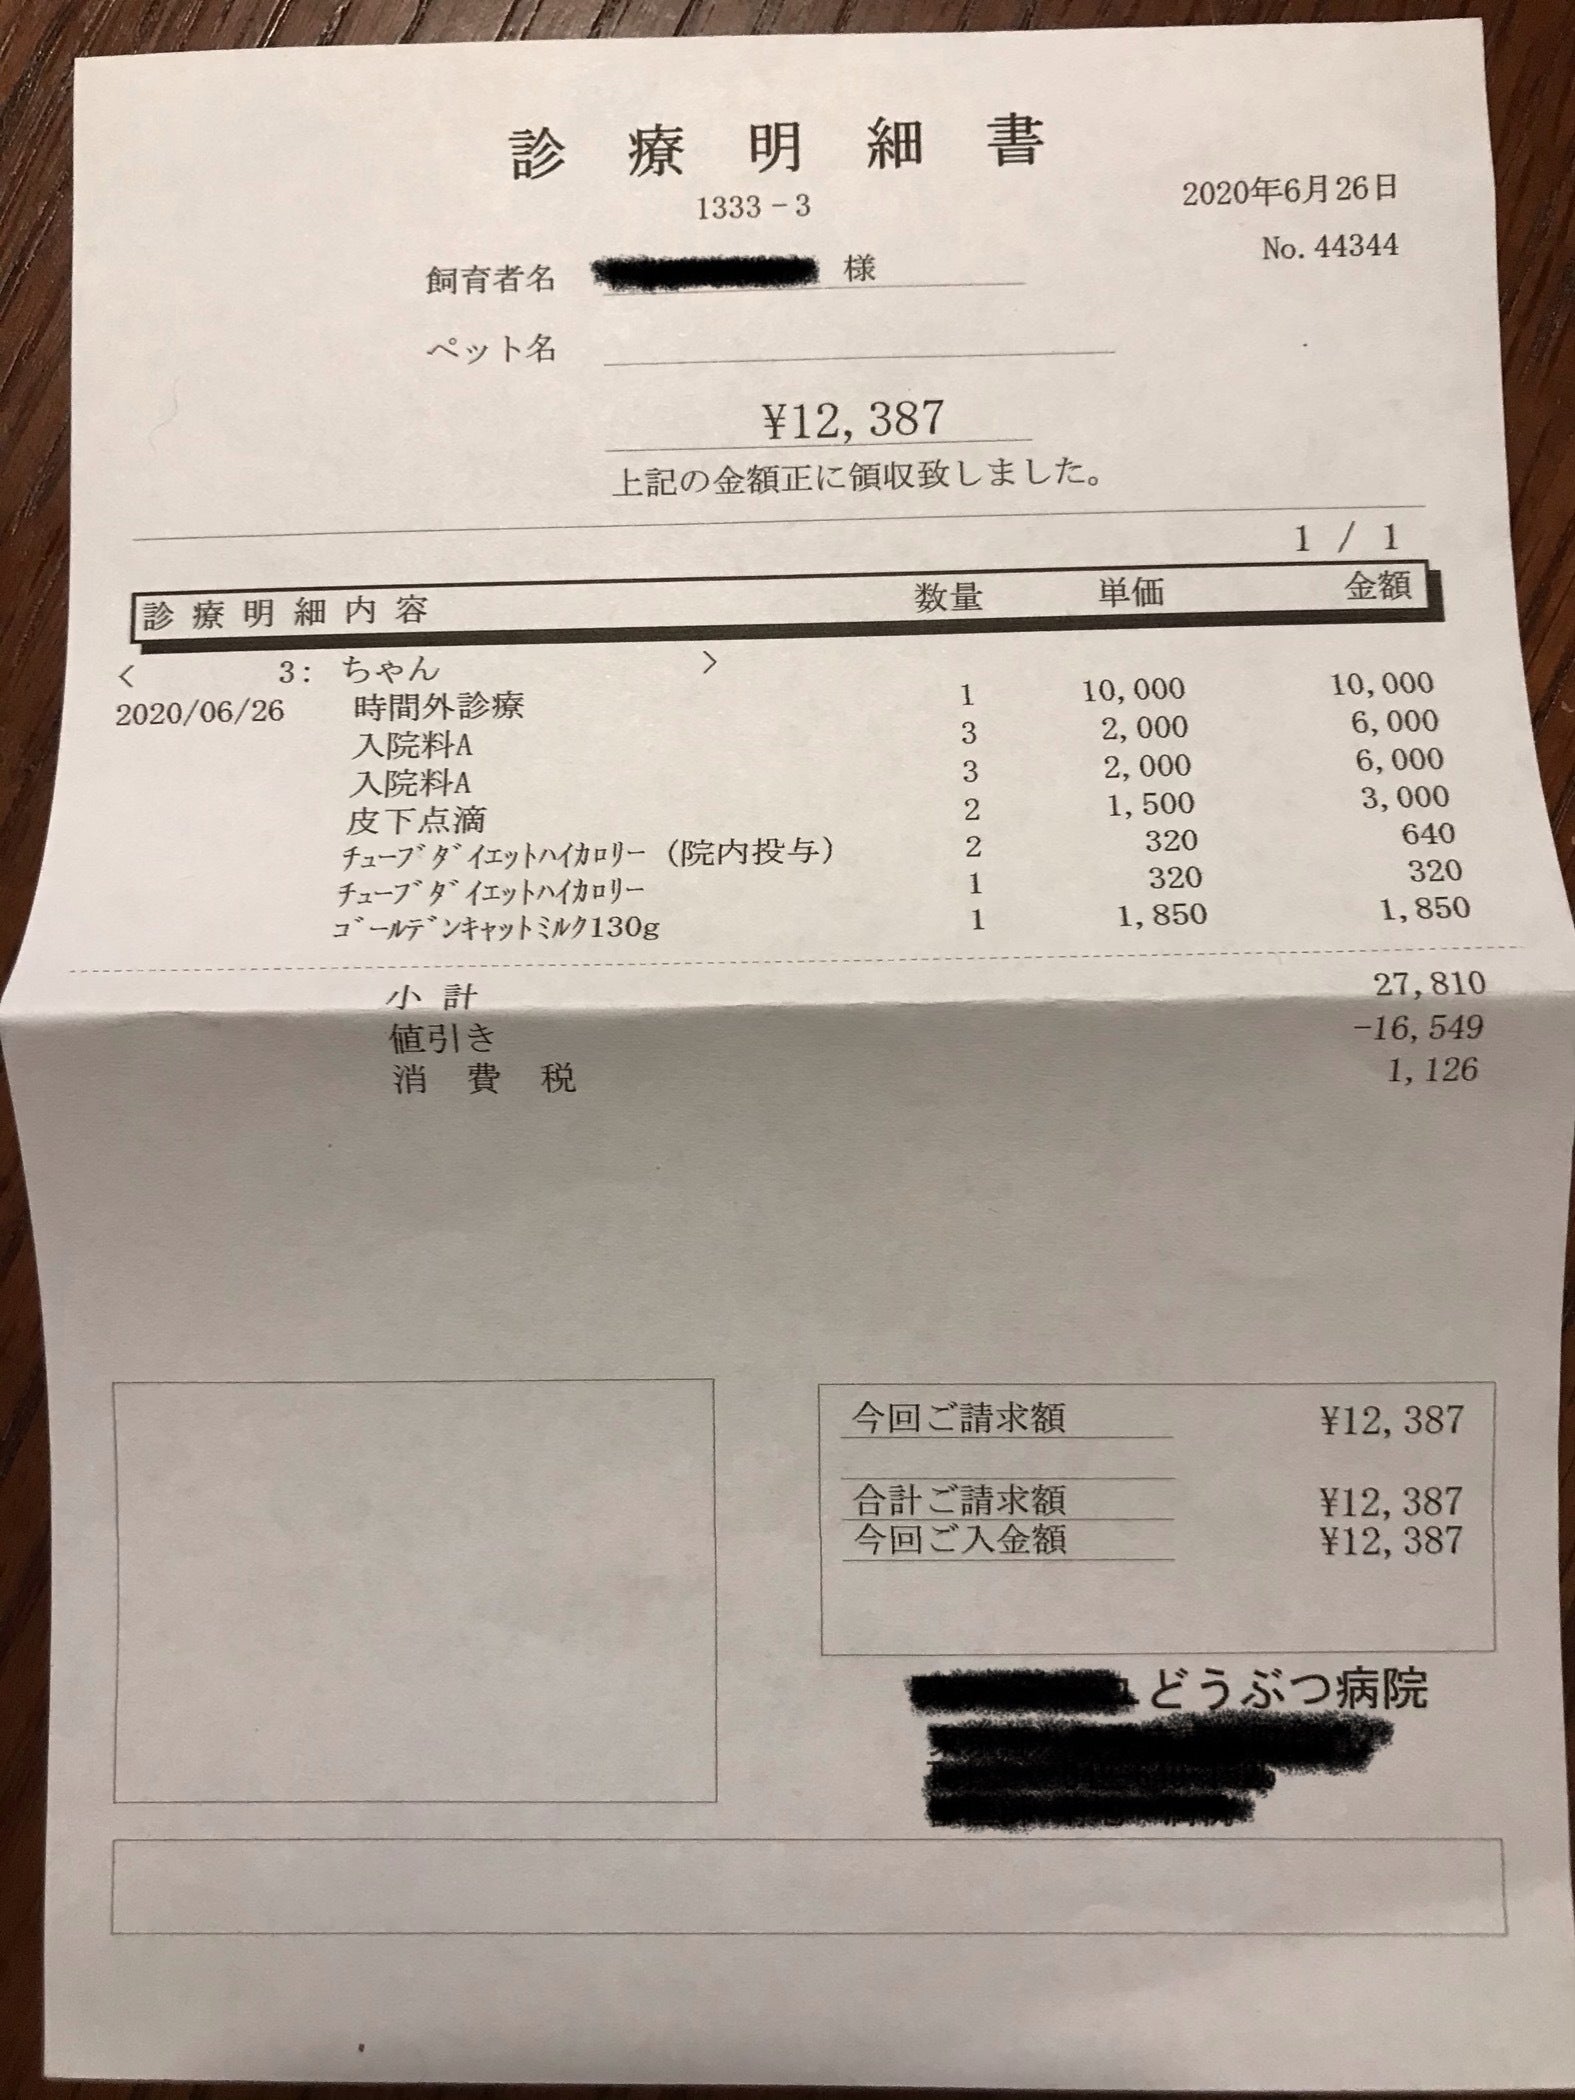 診療明細書
1333-3
2020年6月26日
No.44344
飼育者名 様
ペット名
¥12,387
上記の金額正に領収致しました。
1 / 1
診療明細内容 数量 単価 金額
< 3: ちゃん >
2020/06/26 時間外診療 1 10,000 10,000
入院料A 3 2,000 6,000
入院料A 3 2,000 6,000
皮下点滴 2 1,500 3,000
ﾁｭｰﾌﾞﾀﾞｲｴｯﾄﾊｲｶﾛﾘｰ（院内投与） 2 320 640
ﾁｭｰﾌﾞﾀﾞｲｴｯﾄﾊｲｶﾛﾘｰ 1 320 320
ｺﾞｰﾙﾃﾞﾝｷｬｯﾄﾐﾙｸ130g 1 1,850 1,850
小計 27,810
値引き -16,549
消費税 1,126
今回ご請求額 ¥12,387
合計ご請求額 ¥12,387
今回ご入金額 ¥12,387
どうぶつ病院